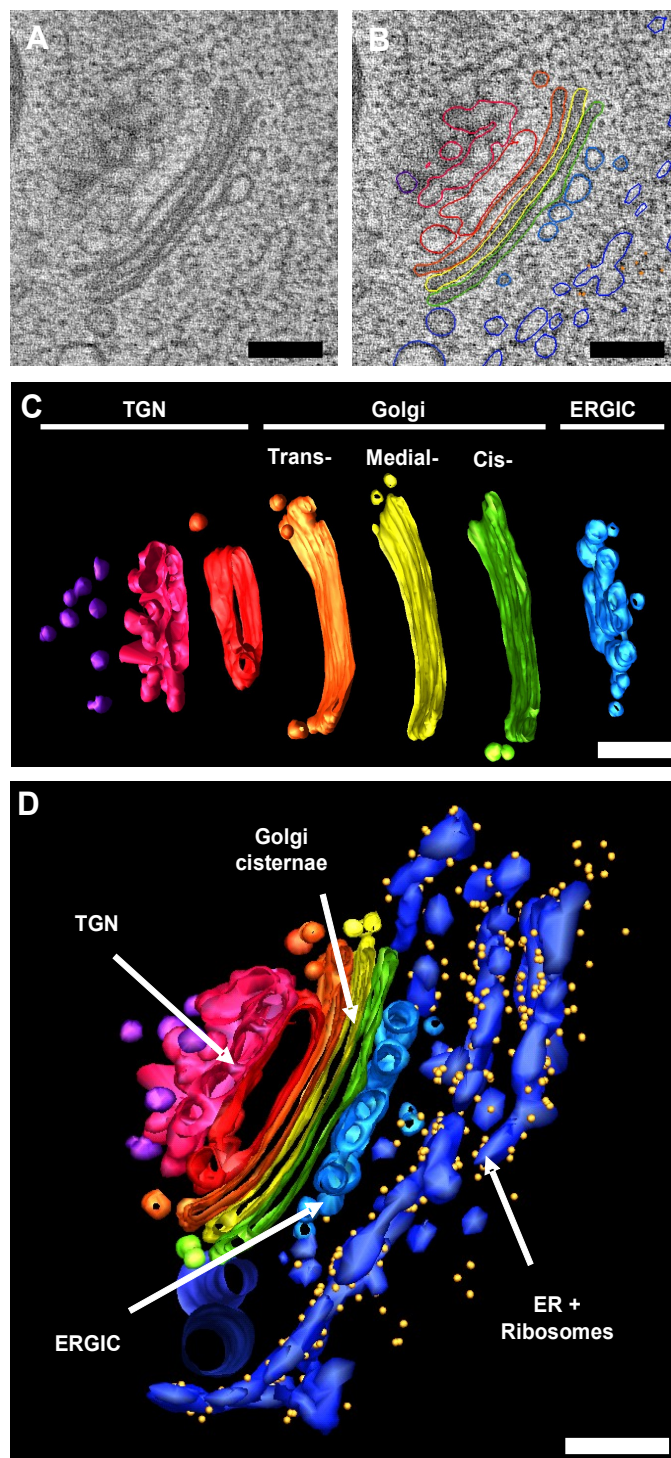 A
B
C
TGN
Golgi
ERGIC
Trans-
Medial-
Cis-
D
Golgi
cisternae
TGN
ERGIC
ER +
Ribosomes